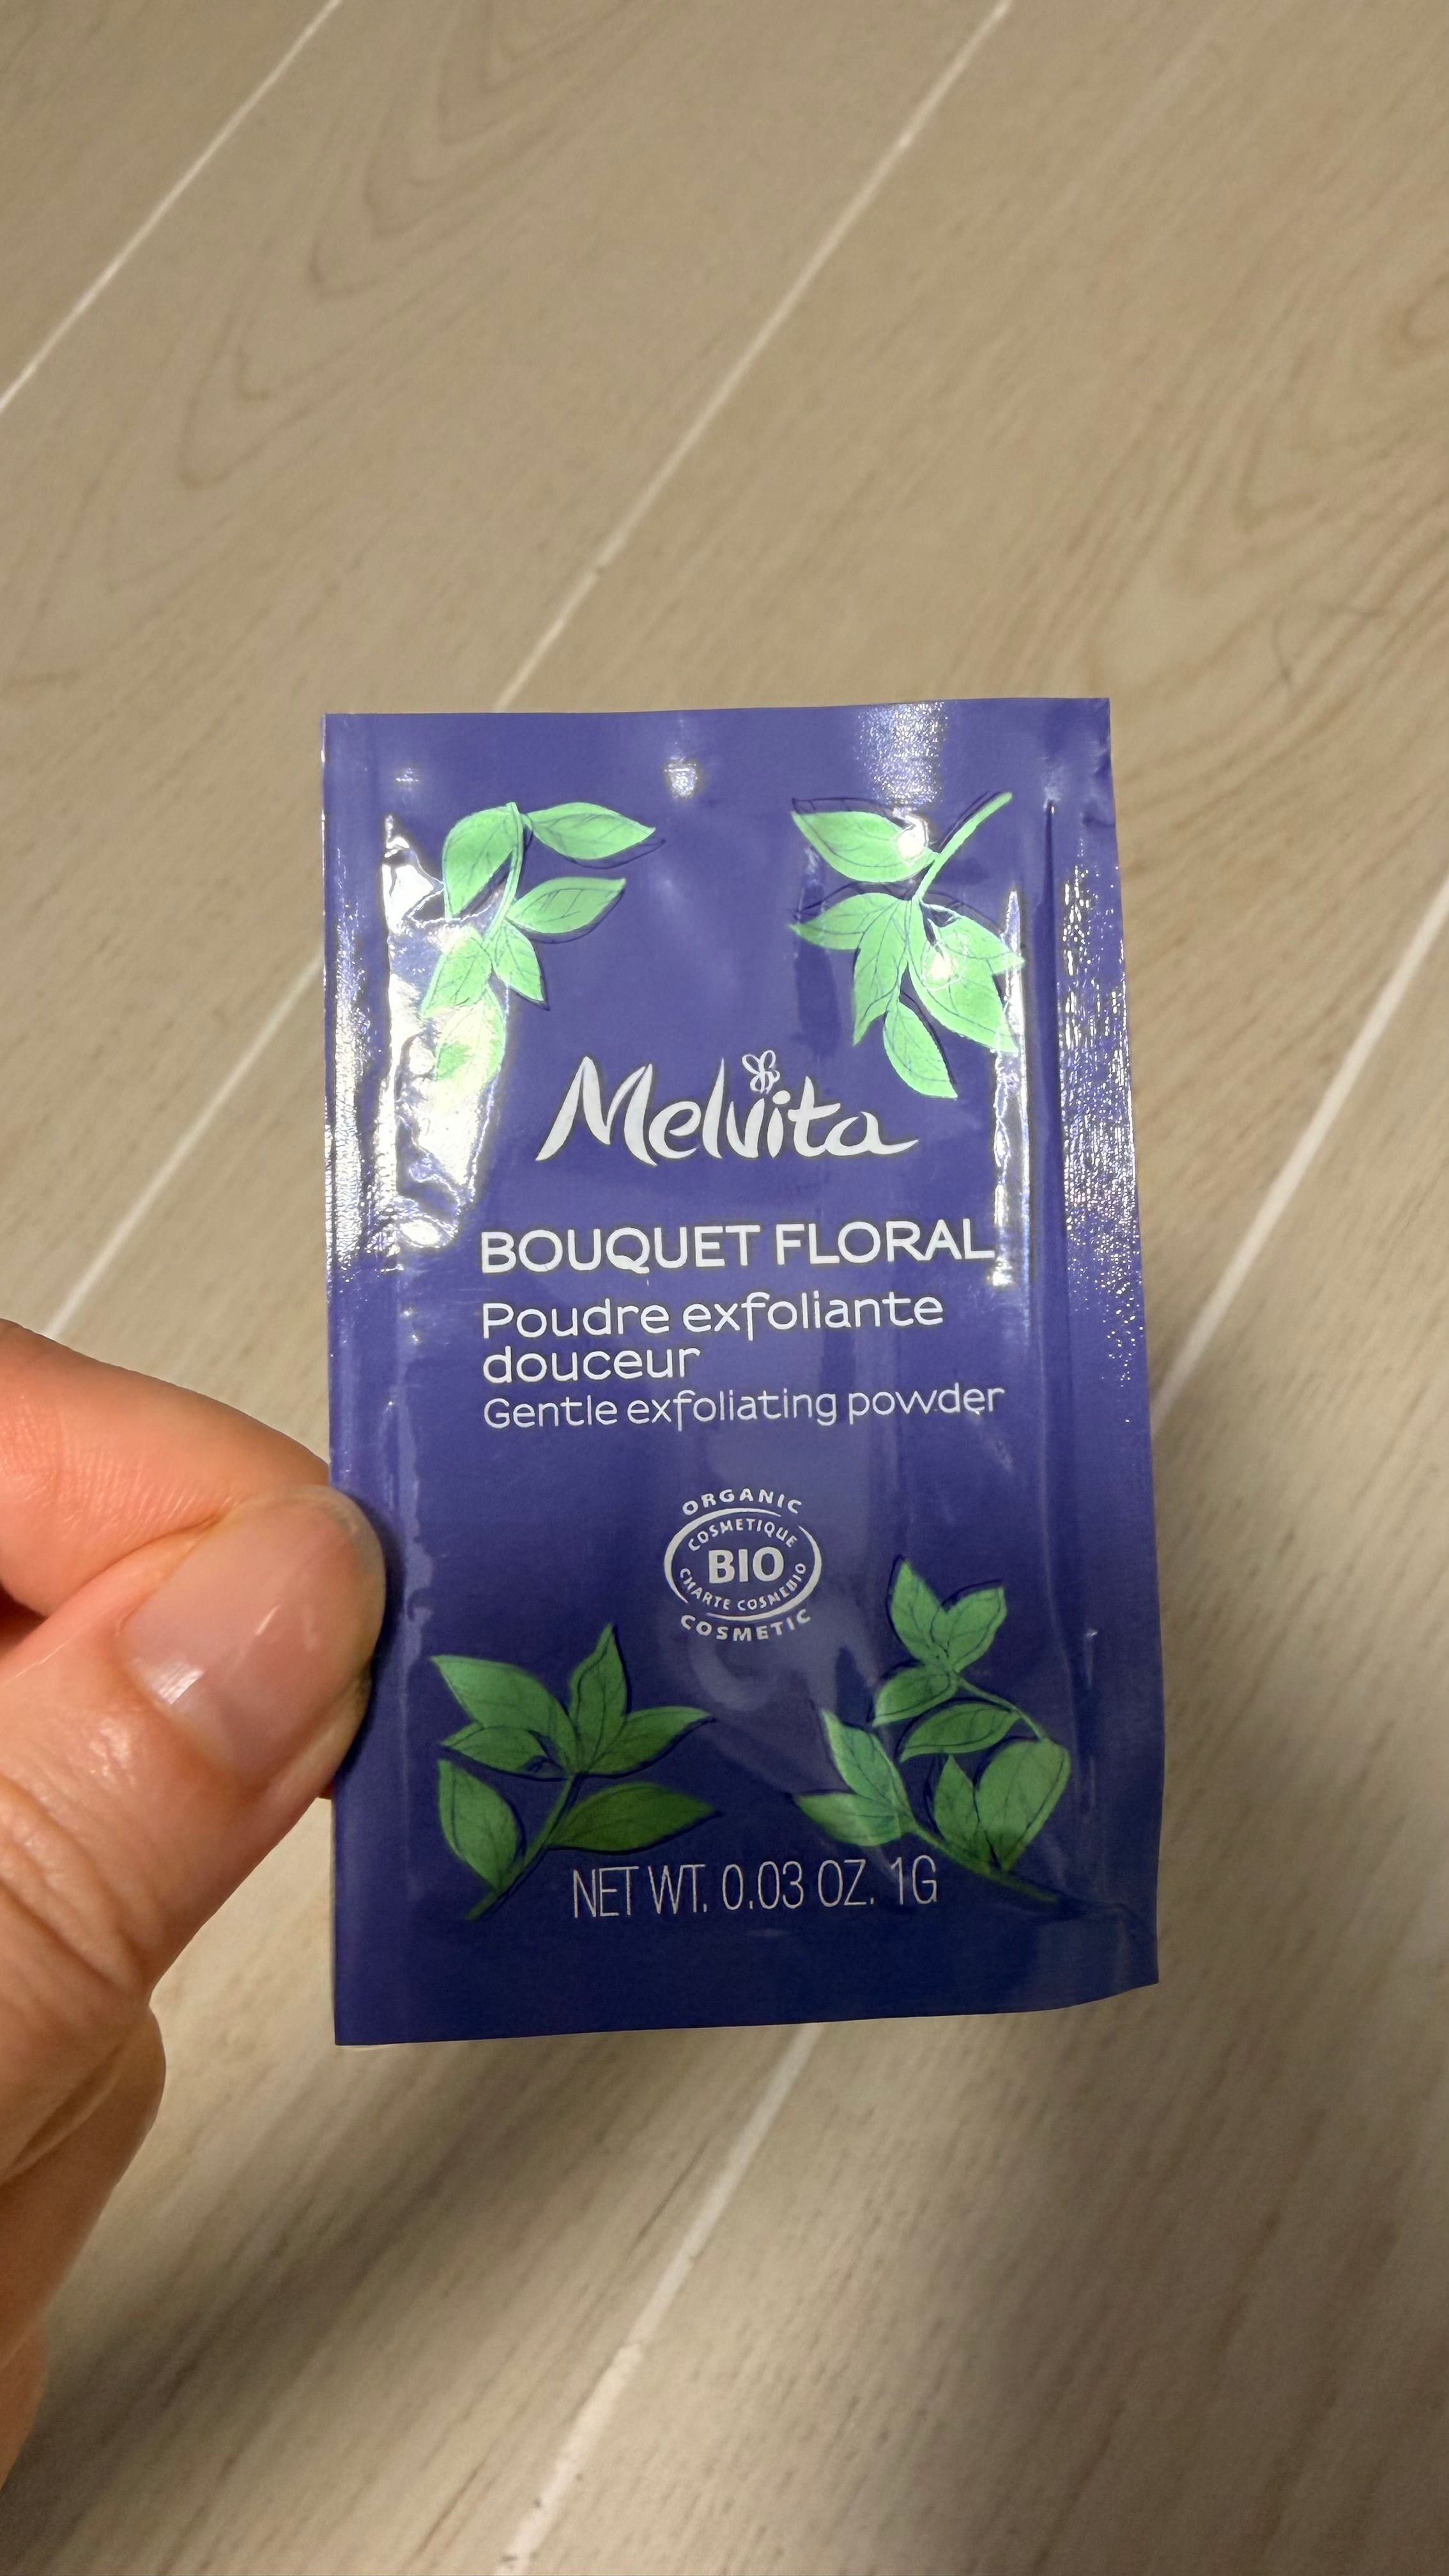 Melvita
BOUQUET FLORAL
Poudre exfoliante
douceur
Gentle exfoliating powder
ORGANIC
COSMETIQUE
BIO
CHARTE COSMEBIO
COSMETIC
NET WT. 0.03 OZ. 1G